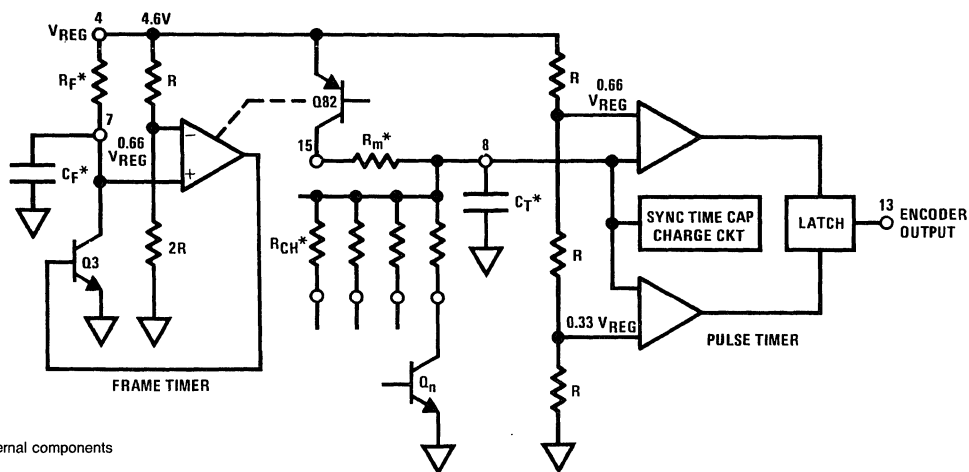 4
4.6V
VREG
RF*
R
Q82
R
0.66
VREG
7
0.66
VREG
−
+
15
Rm*
8
CF*
CT*
SYNC TIME CAP
CHARGE CKT
LATCH
13
ENCODER
OUTPUT
RCH*
Q3
2R
R
0.33 VREG
PULSE TIMER
FRAME TIMER
Qn
R
ernal components